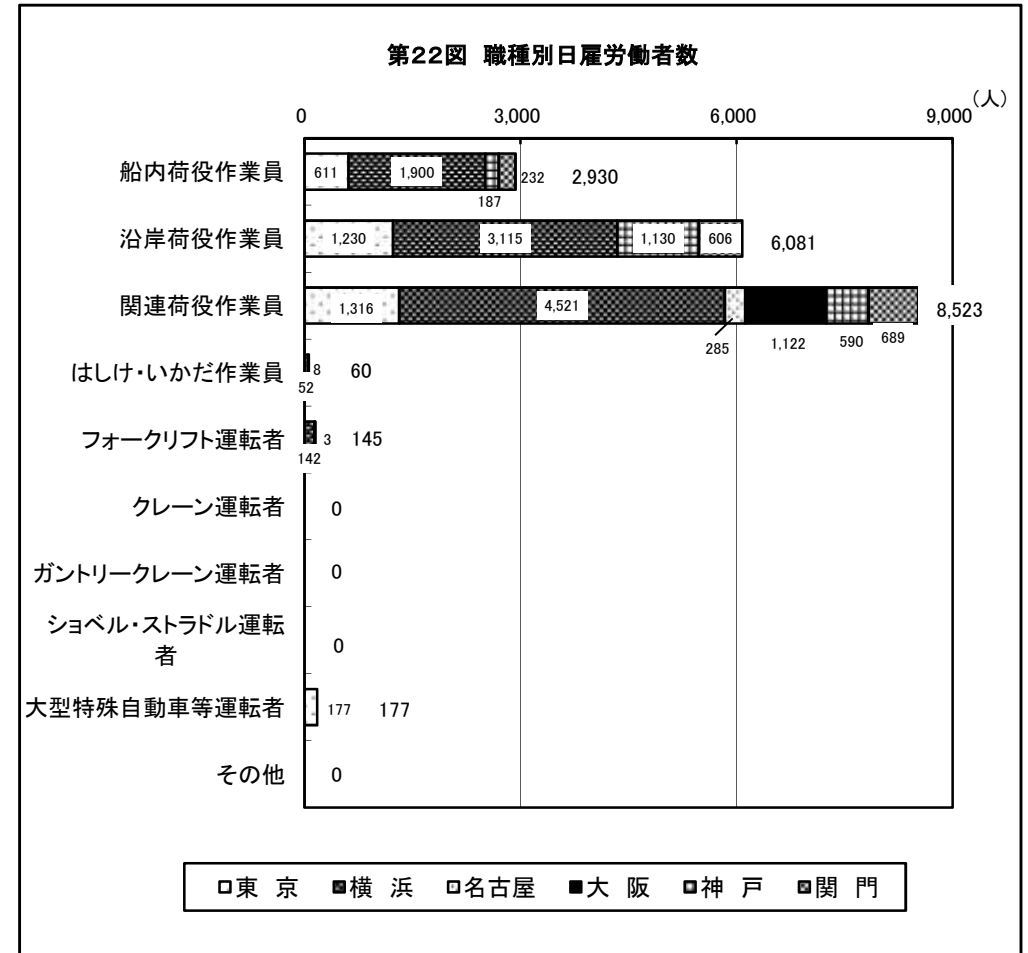 第22図 職種別日雇労働者数
(人)
0 3,000 6,000 9,000
船内荷役作業員 611 1,900 187 232 2,930
沿岸荷役作業員 1,230 3,115 1,130 606 6,081
関連荷役作業員 1,316 4,521 285 1,122 590 689 8,523
はしけ・いかだ作業員 52 8 60
フォークリフト運転者 142 3 145
クレーン運転者 0
ガントリークレーン運転者 0
ショベル・ストラドル運転
者 0
大型特殊自動車等運転者 177 177
その他 0
東 京 横 浜 名古屋 大 阪 神 戸 関 門